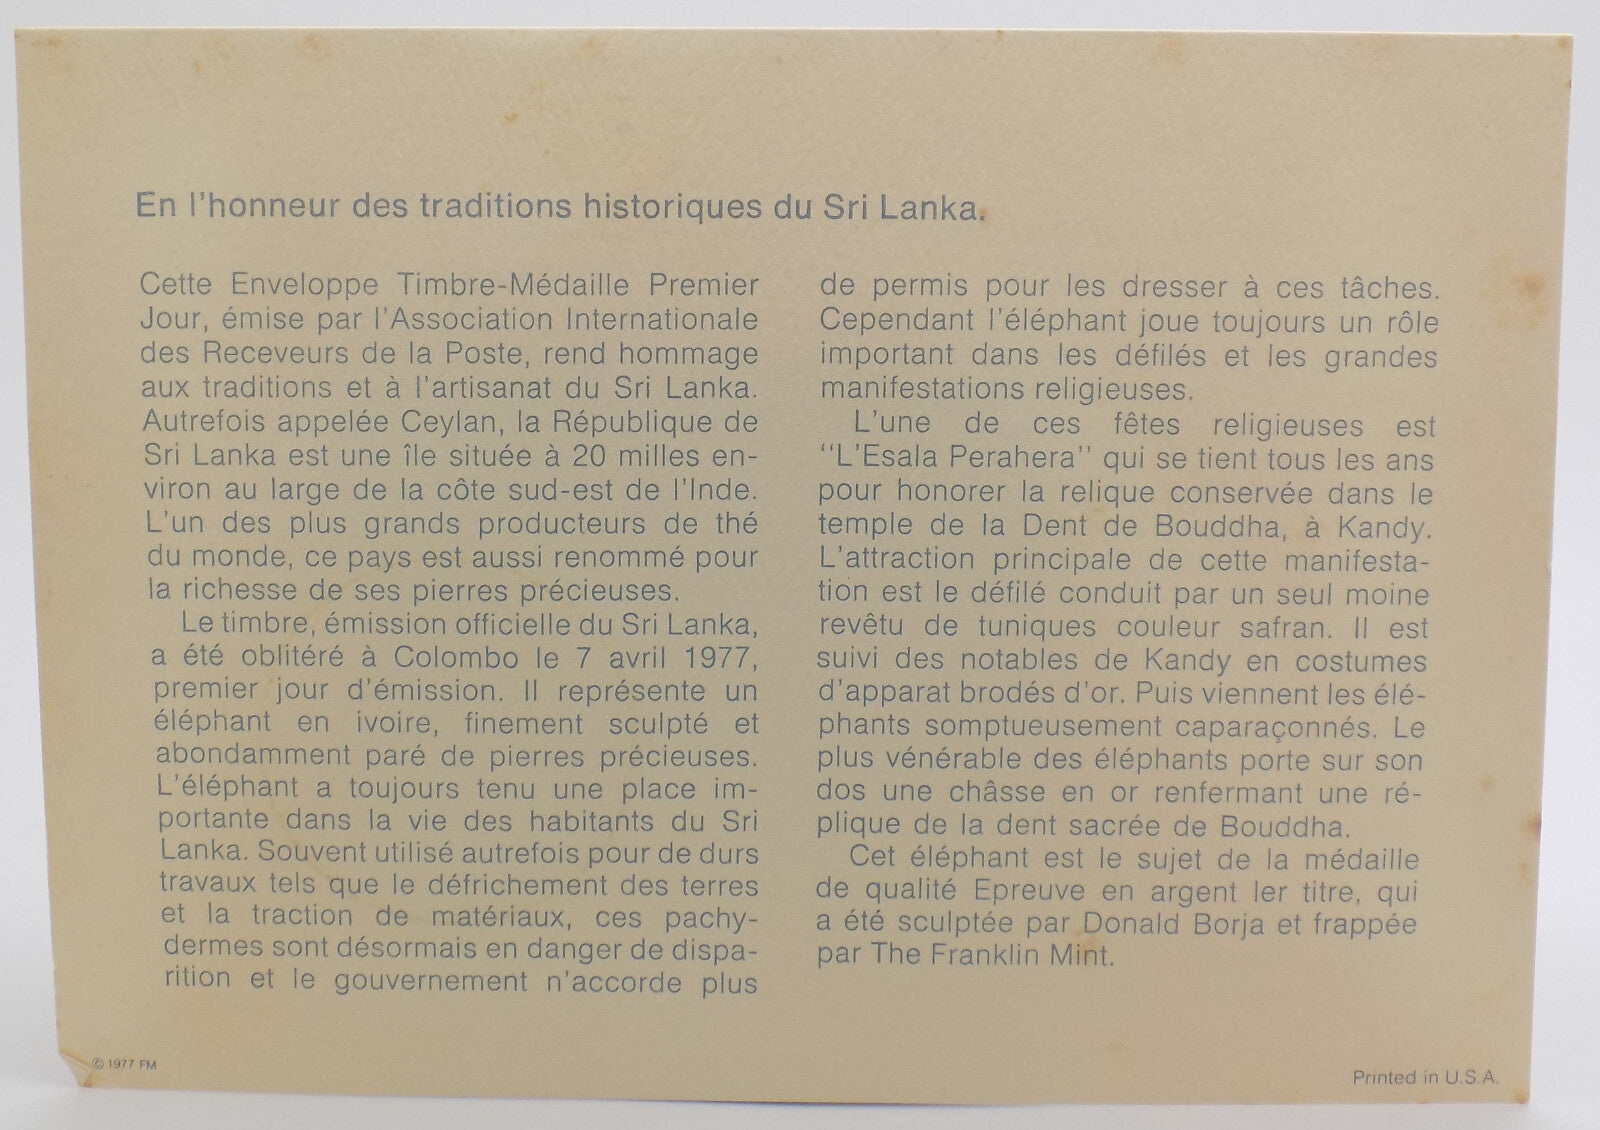 En l'honneur des traditions historiques du Sri Lanka.
Cette Enveloppe Timbre-Médaille Premier
Jour, émise par l'Association Internationale
des Receveurs de la Poste, rend hommage
aux traditions et à l'artisanat du Sri Lanka.
Autrefois appelée Ceylan, la République de
Sri Lanka est une île située à 20 milles en-
viron au large de la côte sud-est de l'Inde.
L'un des plus grands producteurs de thé
du monde, ce pays est aussi renommé pour
la richesse de ses pierres précieuses.
Le timbre, émission officielle du Sri Lanka,
a été oblitéré à Colombo le 7 avril 1977,
premier jour d'émission. Il représente un
éléphant en ivoire, finement sculpté et
abondamment paré de pierres précieuses.
L'éléphant a toujours tenu une place im-
portante dans la vie des habitants du Sri
Lanka. Souvent utilisé autrefois pour de durs
travaux tels que le défrichement des terres
et la traction de matériaux, ces pachy-
dermes sont désormais en danger de dispa-
rition et le gouvernement n'accorde plus
de permis pour les dresser à ces tâches.
Cependant l'éléphant joue toujours un rôle
important dans les défilés et les grandes
manifestations religieuses.
L'une de ces fêtes religieuses est
"L'Esala Perahera" qui se tient tous les ans
pour honorer la relique conservée dans le
temple de la Dent de Bouddha, à Kandy.
L'attraction principale de cette manifesta-
tion est le défilé conduit par un seul moine
revêtu de tuniques couleur safran. Il est
suivi des notables de Kandy en costumes
d'apparat brodés d'or. Puis viennent les élé-
phants somptueusement caparaçonnés. Le
plus vénérable des éléphants porte sur son
dos une châsse en or renfermant une ré-
plique de la dent sacrée de Bouddha.
Cet éléphant est le sujet de la médaille
de qualité Epreuve en argent ler titre, qui
a été sculptée par Donald Borja et frappée
par The Franklin Mint.
© 1977 FM
Printed in U.S.A.